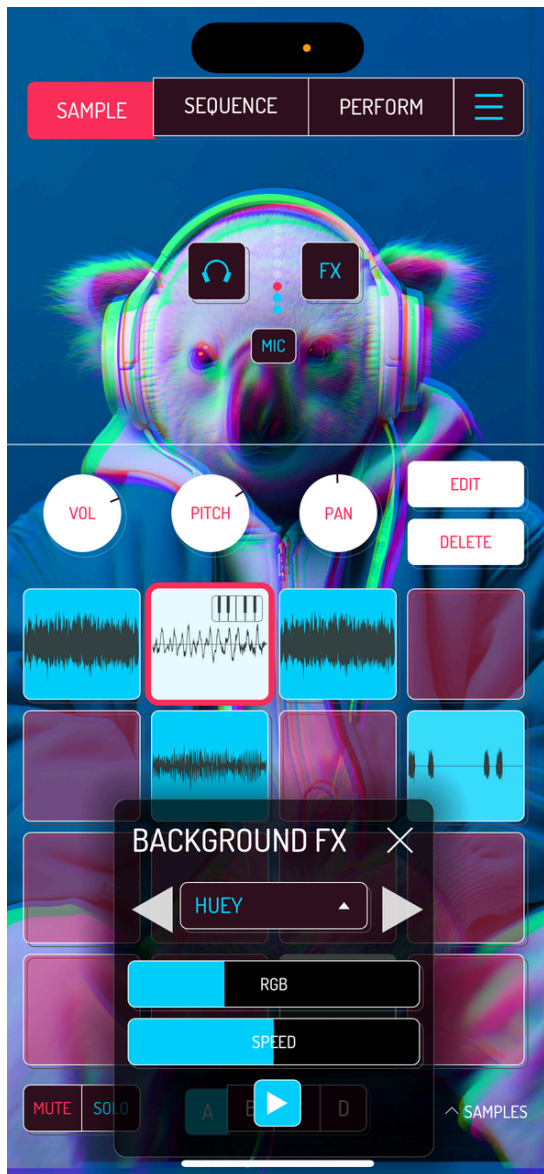 SAMPLE SEQUENCE PERFORM
FX
MIC
VOL PITCH PAN EDIT
DELETE
BACKGROUND FX
HUEY
RGB
SPEED
MUTE SOLO A B D
SAMPLES